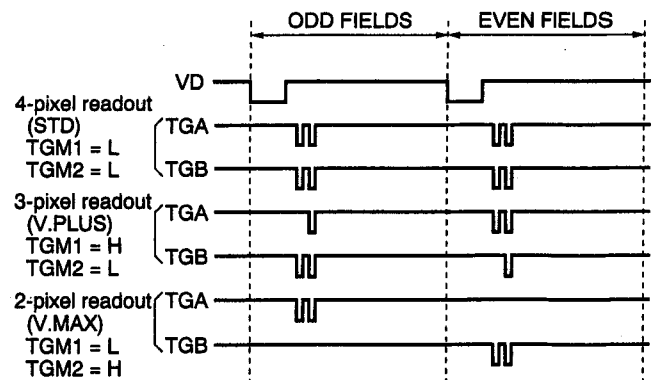 ODD FIELDS EVEN FIELDS
VD
4-pixel readout
(STD)
TGM1 = L
TGM2 = L
TGA
TGB
3-pixel readout
(V.PLUS)
TGM1 = H
TGM2 = L
TGA
TGB
2-pixel readout
(V.MAX)
TGM1 = L
TGM2 = H
TGA
TGB